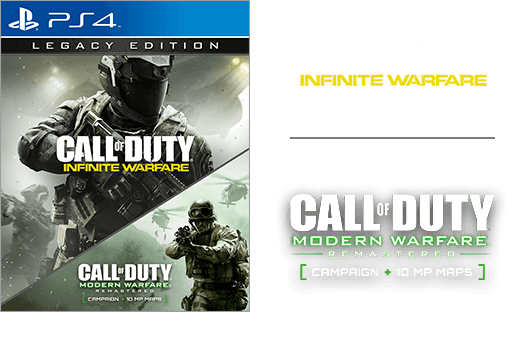 PS4
LEGACY EDITION
CALL OF DUTY
INFINITE WARFARE
CALL OF DUTY
MODERN WARFARE
REMASTERED
[ CAMPAIGN + 10 MP MAPS ]
INFINITE WARFARE
CALL OF DUTY
MODERN WARFARE
REMASTERED
[ CAMPAIGN + 10 MP MAPS ]